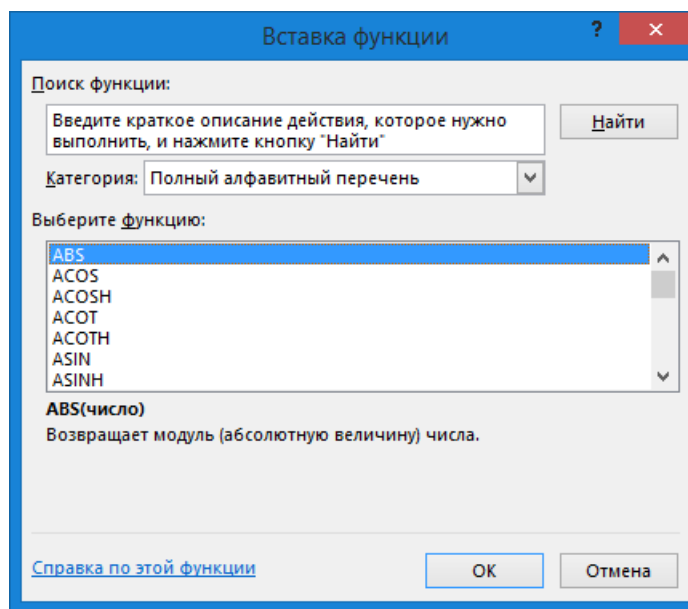 Вставка функции
?
Поиск функции:
Введите краткое описание действия, которое нужно
выполнить, и нажмите кнопку "Найти"
Найти
Категория: Полный алфавитный перечень
Выберите функцию:
ABS
ACOS
ACOSH
ACOT
ACOTH
ASIN
ASINH
ABS(число)
Возвращает модуль (абсолютную величину) числа.
Справка по этой функции
ОК
Отмена